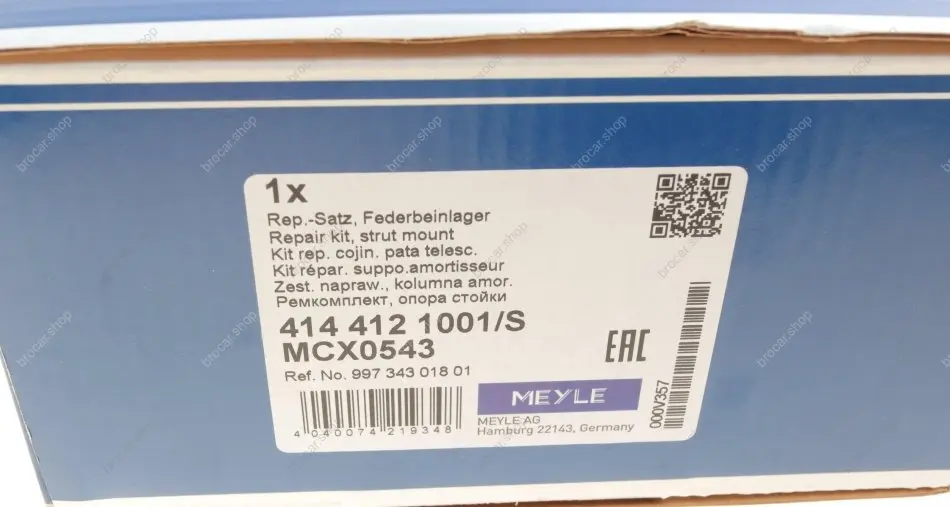 1x
Rep.-Satz, Federbeinlager
Repair kit, strut mount
Kit rep. cojin. pata telesc.
Kit répar. suppo.amortisseur
Zest. napraw., kolumna amor.
Ремкомплект, опора стойки
414 412 1001/S
MCX0543
Ref. No. 997 343 018 01
EAC
MEYLE
MEYLE AG
Hamburg 22143, Germany
4 040074 219348
000V357
brocar.shop